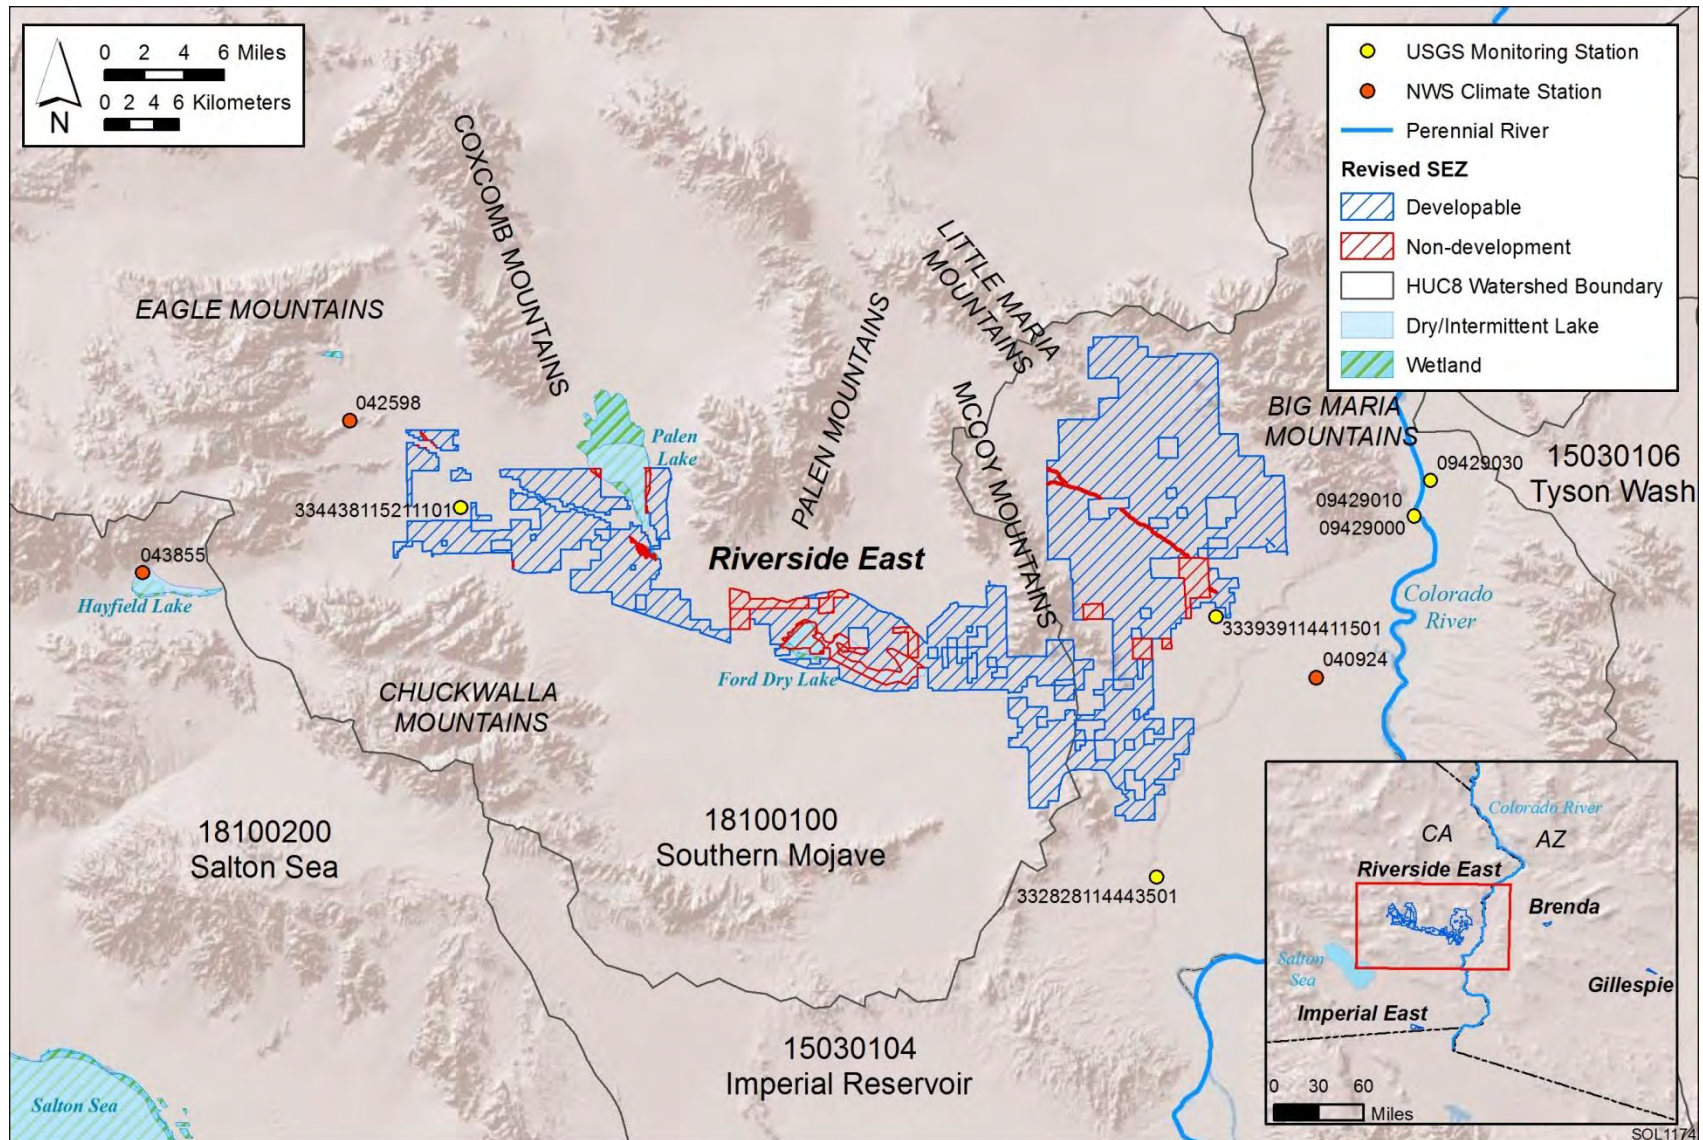 0 2 4 6 Miles
0 2 4 6 Kilometers
N
USGS Monitoring Station
NWS Climate Station
Perennial River
Revised SEZ
Developable
Non-development
HUC8 Watershed Boundary
Dry/Intermittent Lake
Wetland
COXCOMB MOUNTAINS
EAGLE MOUNTAINS
LITTLE MARIA
MOUNTAINS
PALEN MOUNTAINS
MCCOY MOUNTAINS
BIG MARIA
MOUNTAINS
042598
Palen
Lake
334438115211101
09429030
15030106
Tyson Wash
09429010
09429000
043855
Hayfield Lake
Riverside East
Colorado
River
333939114411501
040924
Ford Dry Lake
CHUCKWALLA
MOUNTAINS
18100200
Salton Sea
18100100
Southern Mojave
332828114443501
15030104
Imperial Reservoir
Salton Sea
Colorado River
CA
AZ
Riverside East
Brenda
Salton
Sea
Gillespie
Imperial East
0 30 60
Miles
SOL1174